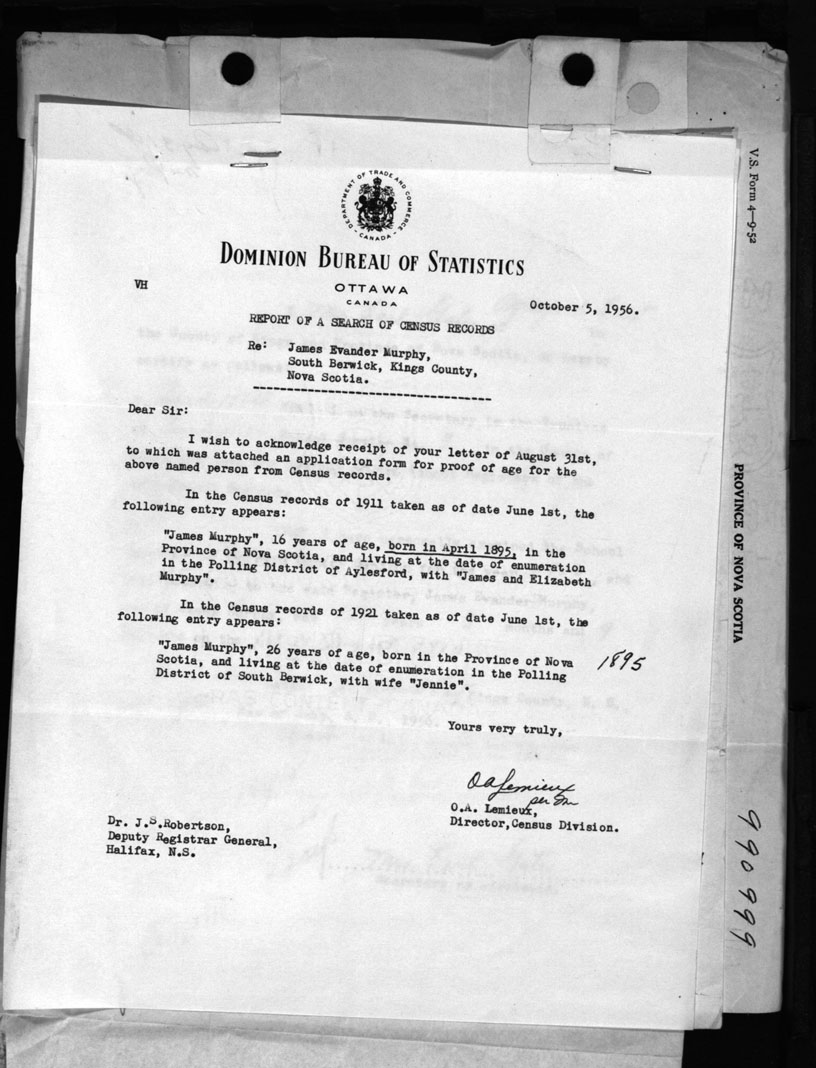 DEPARTMENT OF TRADE AND COMMERCE
- CANADA -
DOMINION BUREAU OF STATISTICS
OTTAWA
CANADA
VH
October 5, 1956.
REPORT OF A SEARCH OF CENSUS RECORDS
Re: James Evander Murphy,
South Berwick, Kings County,
Nova Scotia.
-----------------------------------
Dear Sir:
I wish to acknowledge receipt of your letter of August 31st,
to which was attached an application form for proof of age for the
above named person from Census records.
In the Census records of 1911 taken as of date June 1st, the
following entry appears:
"James Murphy", 16 years of age, born in April 1895, in the
Province of Nova Scotia, and living at the date of enumeration
in the Polling District of Aylesford, with "James and Elizabeth
Murphy".
In the Census records of 1921 taken as of date June 1st, the
following entry appears:
"James Murphy", 26 years of age, born in the Province of Nova
Scotia, and living at the date of enumeration in the Polling
District of South Berwick, with wife "Jennie".
1895
Yours very truly,
OALemieux
per
O.A. Lemieux,
Director,Census Division.
Dr. J.S.Robertson,
Deputy Registrar General,
Halifax, N.S.
V.S. Form 4—9-52
PROVINCE OF NOVA SCOTIA
990999